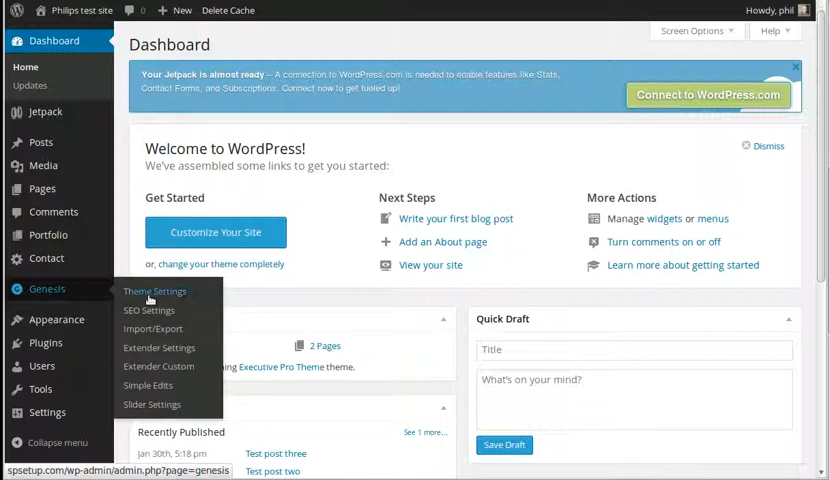 Philips test site
0
+ New
Delete Cache
Howdy, phil
Dashboard
Home
Updates
Jetpack
Posts
Media
Pages
Comments
Portfolio
Contact
Genesis
Appearance
Plugins
Users
Tools
Settings
Collapse menu
Theme Settings
SEO Settings
Import/Export
Extender Settings
Extender Custom
Simple Edits
Slider Settings
Dashboard
Screen Options
Help
Your Jetpack is almost ready – A connection to WordPress.com is needed to enable features like Stats,
Contact Forms, and Subscriptions. Connect now to get fueled up!
Connect to WordPress.com
Welcome to WordPress!
We've assembled some links to get you started:
Dismiss
Get Started
Customize Your Site
or, change your theme completely
Next Steps
Write your first blog post
Add an About page
View your site
More Actions
Manage widgets or menus
Turn comments on or off
Learn more about getting started
2 Pages
Executive Pro Theme theme.
Recently Published
See 1 more...
Jan 30th, 5:18 pm
Test post three
Test post two
Quick Draft
Title
What's on your mind?
Save Draft
spsetup.com/wp-admin/admin.php?page=genesis